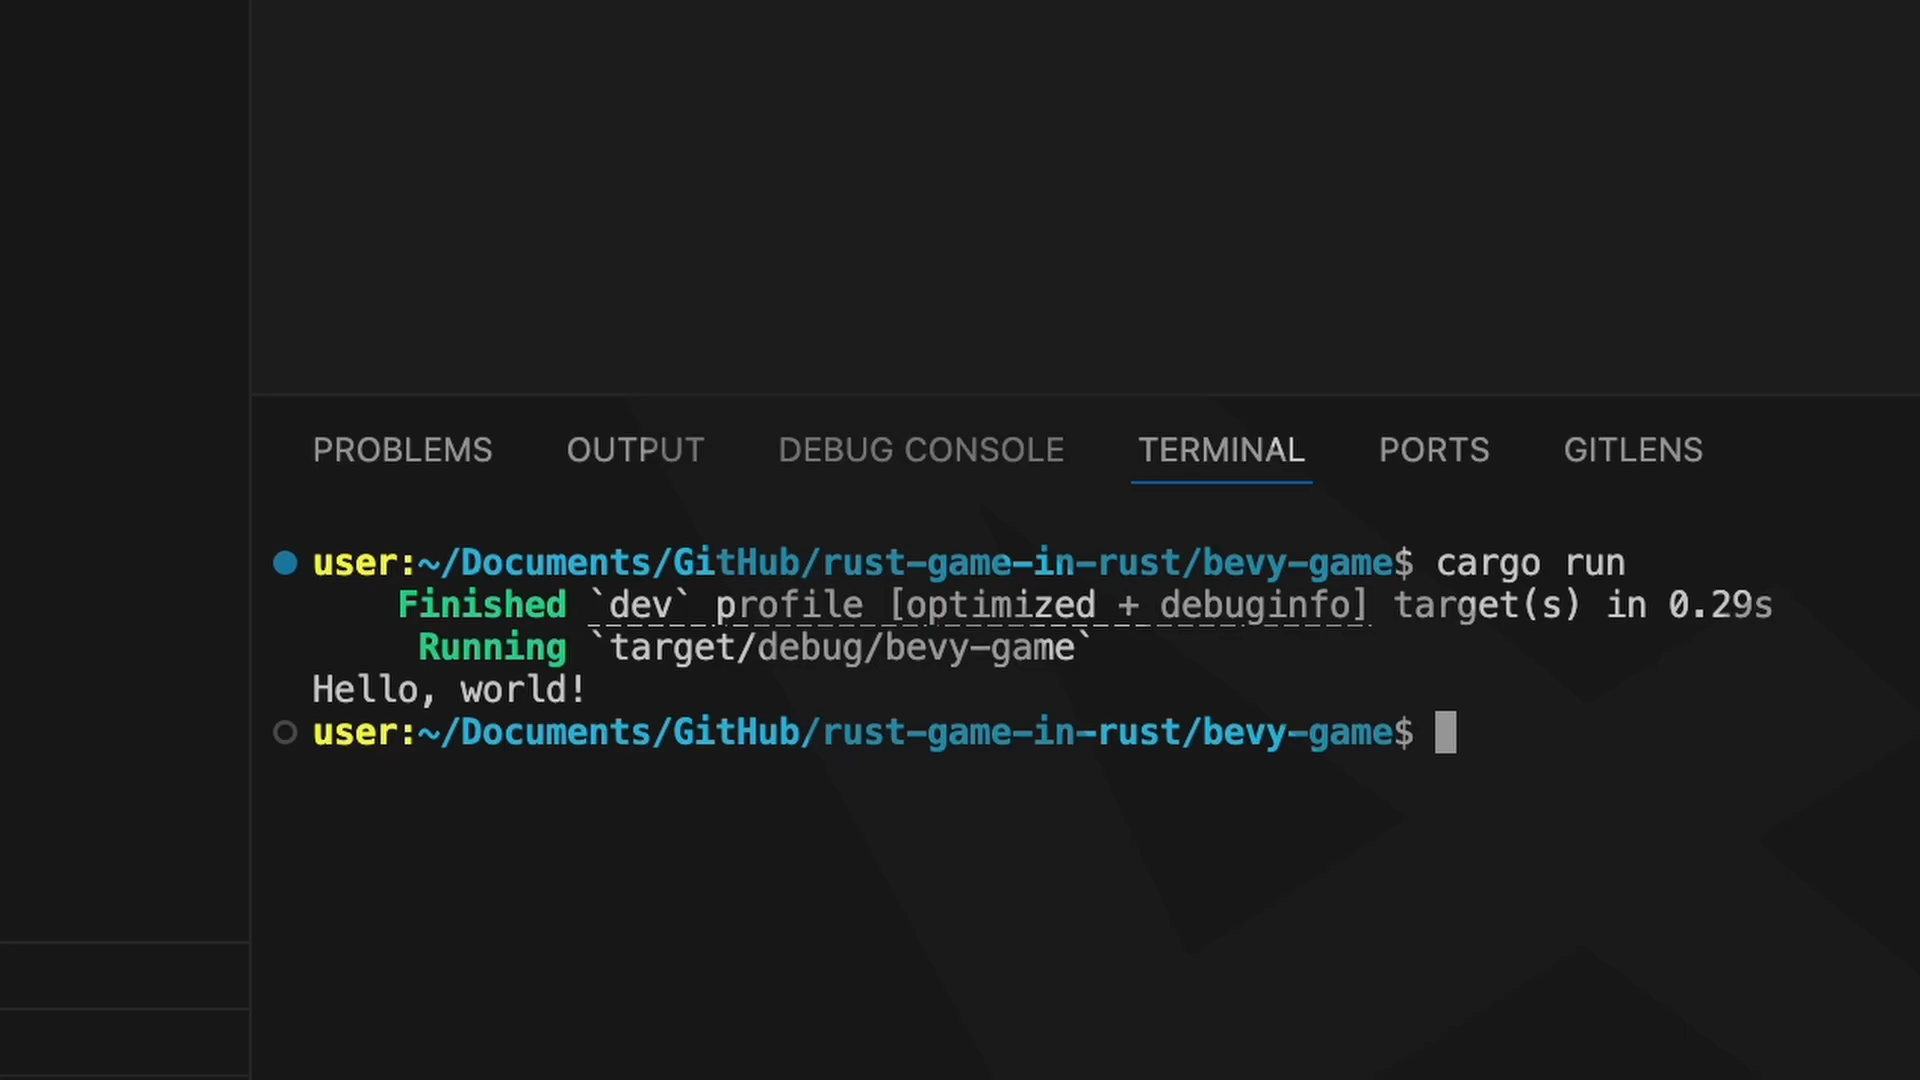 PROBLEMS OUTPUT DEBUG CONSOLE TERMINAL PORTS GITLENS
user:~/Documents/GitHub/rust-game-in-rust/bevy-game$ cargo run
Finished `dev` profile [optimized + debuginfo] target(s) in 0.29s
Running `target/debug/bevy-game`
Hello, world!
user:~/Documents/GitHub/rust-game-in-rust/bevy-game$